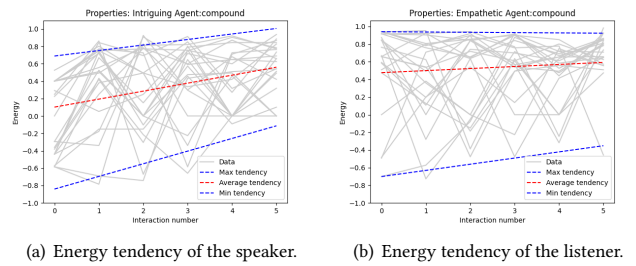 Properties: Intriguing Agent:compound
1.0
0.8
0.6
0.4
0.2
0.0
−0.2
−0.4
−0.6
−0.8
−1.0
Energy
Data
Max tendency
Average tendency
Min tendency
0 1 2 3 4 5
Interaction number
(a) Energy tendency of the speaker.
Properties: Empathetic Agent:compound
1.0
0.8
0.6
0.4
0.2
0.0
−0.2
−0.4
−0.6
−0.8
−1.0
Energy
Data
Max tendency
Average tendency
Min tendency
0 1 2 3 4 5
Interaction number
(b) Energy tendency of the listener.